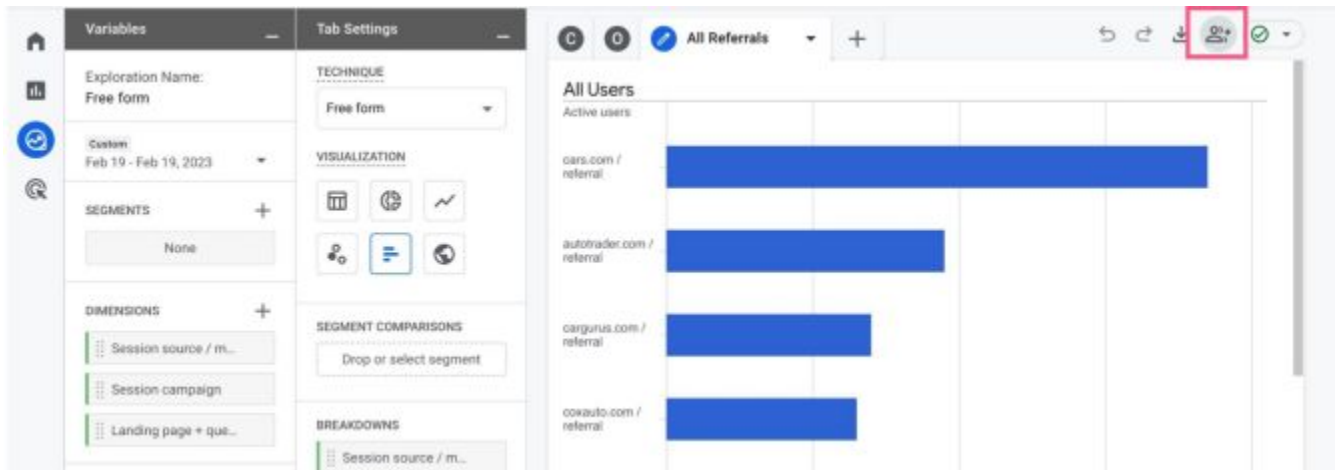 Variables
Exploration Name:
Free form
Custom
Feb 19 - Feb 19, 2023
SEGMENTS
None
DIMENSIONS
Session source / m...
Session campaign
Landing page + que...
Tab Settings
TECHNIQUE
Free form
VISUALIZATION
SEGMENT COMPARISONS
Drop or select segment
BREAKDOWNS
Session source / m...
C
O
All Referrals
All Users
Active users
cars.com /
referral
autotrader.com /
referral
cargurus.com /
referral
coxauto.com /
referral